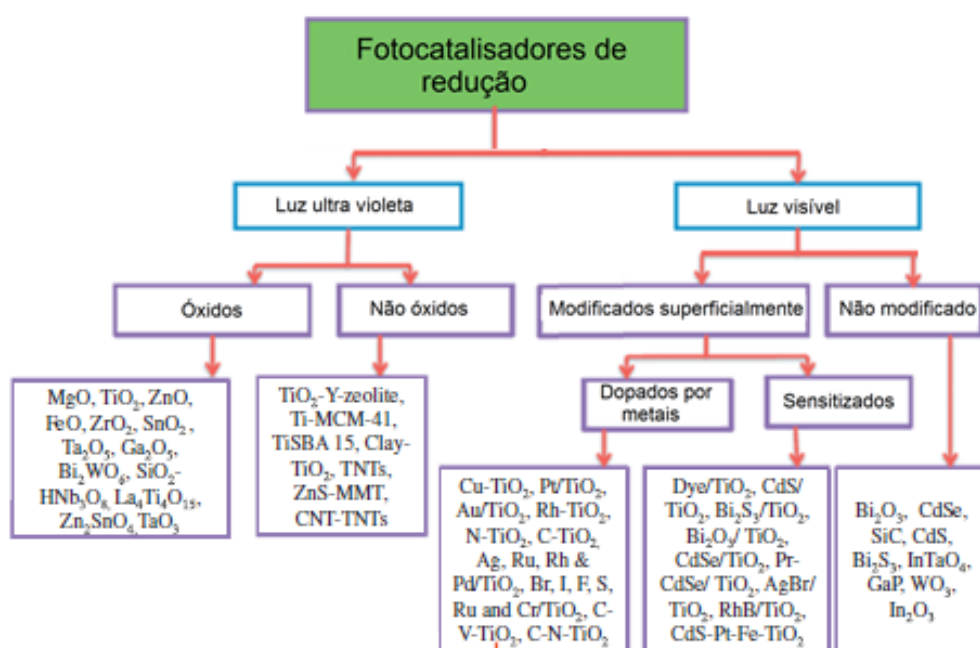 Fotocatalisadores de
redução
Luz ultra violeta
Luz visível
Óxidos
Não óxidos
Modificados superficialmente
Não modificado
MgO, TiO₂, ZnO,
FeO, ZrO₂, SnO₂,
Ta₂O₅, Ga₂O₅,
Bi₂WO₆, SiO₂-
HNb₃O₈, La₄Ti₄O₁₅,
Zn₂SnO₄, TaO₃
TiO₂-Y-zeolite,
Ti-MCM-41,
TiSBA 15, Clay-
TiO₂, TNTs,
ZnS-MMT,
CNT-TNTs
Dopados por
metais
Sensitizados
Cu-TiO₂, Pt/TiO₂,
Au/TiO₂, Rh-TiO₂,
N-TiO₂, C-TiO₂,
Ag, Ru, Rh &
Pd/TiO₂, Br, I, F, S,
Ru and Cr/TiO₂, C-
V-TiO₂, C-N-TiO₂
Dye/TiO₂, CdS/
TiO₂, Bi₂S₃/TiO₂,
Bi₂O₃/ TiO₂,
CdSe/TiO₂, Pr-
CdSe/ TiO₂, AgBr/
TiO₂, RhB/TiO₂,
CdS-Pt-Fe-TiO₂
Bi₂O₃, CdSe,
SiC, CdS,
Bi₂S₃, InTaO₄,
GaP, WO₃,
In₂O₃